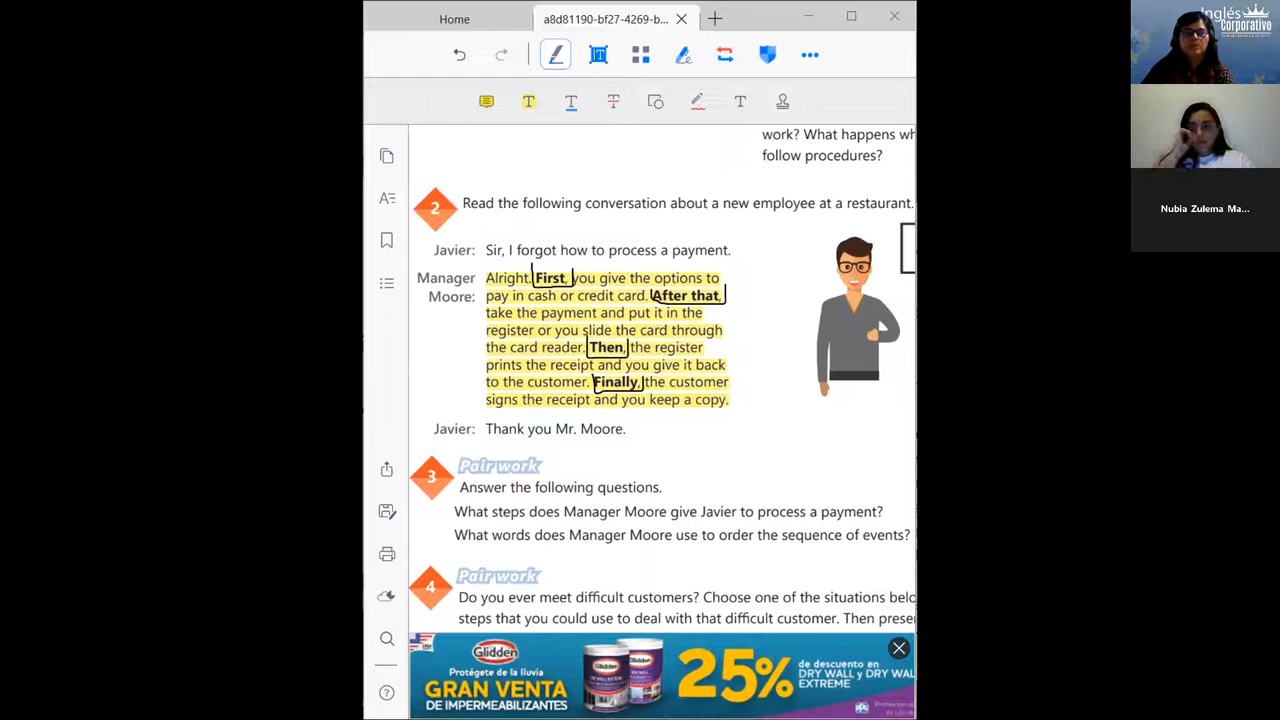 Home
a8d81190-bf27-4269-b...
Inglés
Corporativo
work? What happens wh
follow procedures?
2
Read the following conversation about a new employee at a restaurant.
Javier: Sir, I forgot how to process a payment.
Manager Moore: Alright. First, you give the options to
pay in cash or credit card. After that,
take the payment and put it in the
register or you slide the card through
the card reader. Then, the register
prints the receipt and you give it back
to the customer. Finally, the customer
signs the receipt and you keep a copy.
Javier: Thank you Mr. Moore.
3
Pair work
Answer the following questions.
What steps does Manager Moore give Javier to process a payment?
What words does Manager Moore use to order the sequence of events?
4
Pair work
Do you ever meet difficult customers? Choose one of the situations belo
steps that you could use to deal with that difficult customer. Then presen
Glidden
Protégete de la lluvia
GRAN VENTA
DE IMPERMEABILIZANTES
Glidden
Glidden
25%
de descuento en
DRY WALL y DRY WAL
EXTREME
Nubia Zulema Ma...